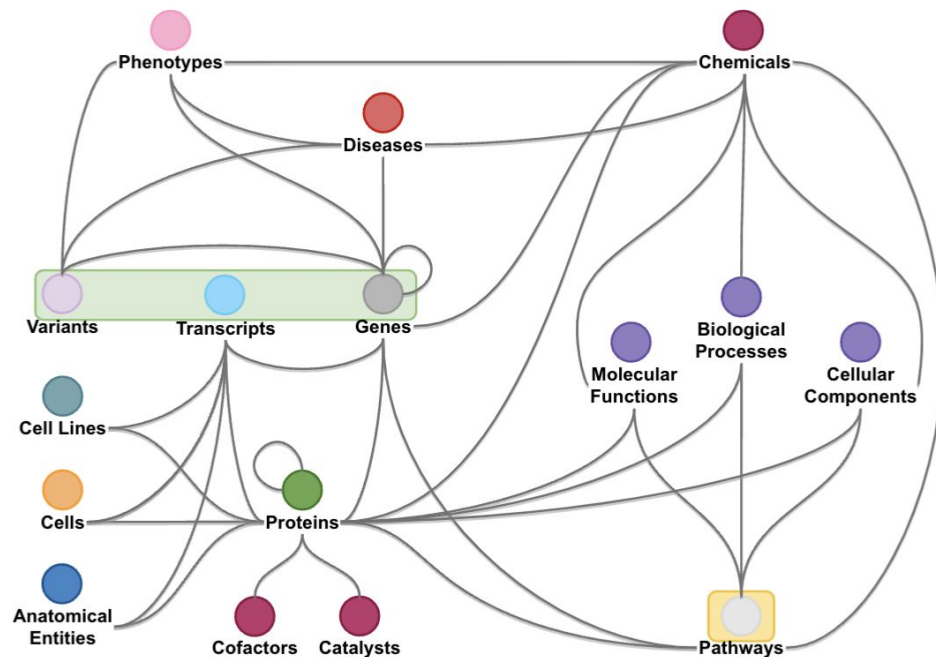 Phenotypes
Chemicals
Diseases
Variants
Transcripts
Genes
Biological
Processes
Molecular
Functions
Cellular
Components
Cell Lines
Cells
Proteins
Anatomical
Entities
Cofactors
Catalysts
Pathways